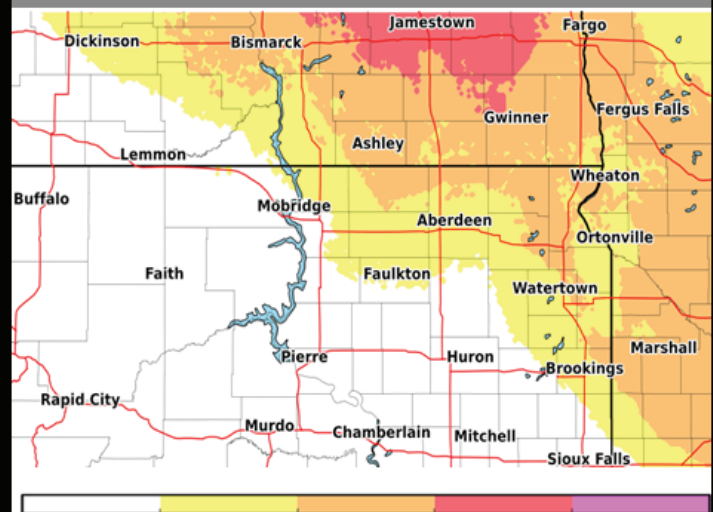 Jamestown
Fargo
Dickinson
Bismarck
Fergus Falls
Gwinner
Ashley
Lemmon
Wheaton
Buffalo
Mobridge
Aberdeen
Ortonville
Faith
Faulkton
Watertown
Marshall
Pierre
Huron
Brookings
Rapid City
Murdo
Chamberlain
Mitchell
Sioux Falls